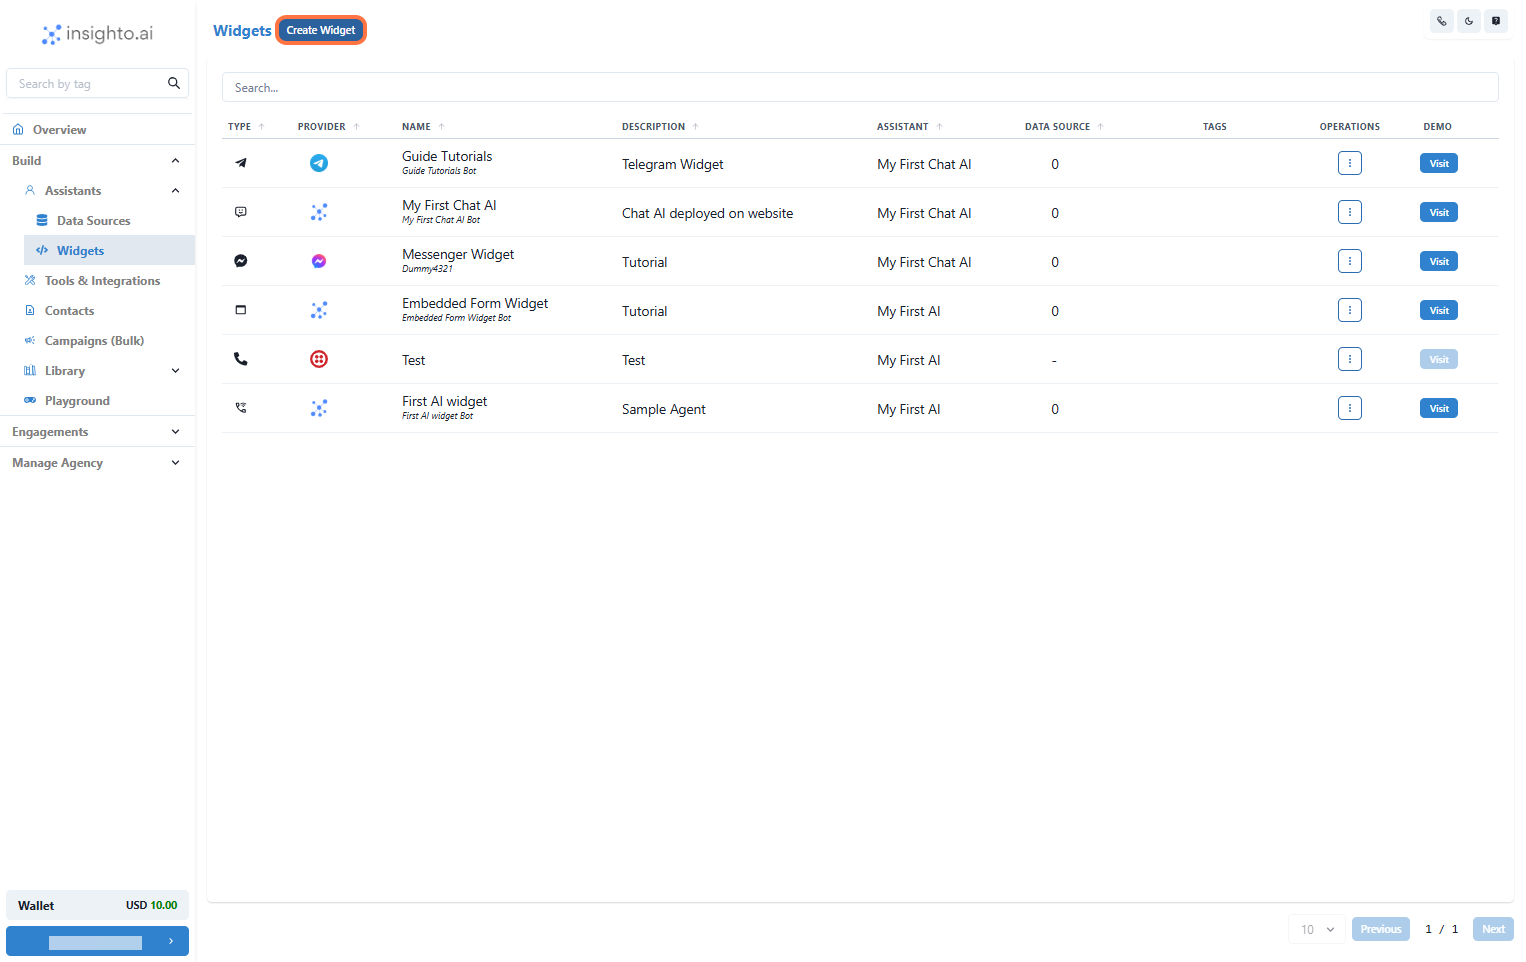 insighto.ai
Widgets Create Widget
Search by tag
Search...
Overview
Build
Assistants
Data Sources
Widgets
Tools & Integrations
Contacts
Campaigns (Bulk)
Library
Playground
Engagements
Manage Agency
TYPE PROVIDER NAME DESCRIPTION ASSISTANT DATA SOURCE TAGS OPERATIONS DEMO
Guide Tutorials
Guide Tutorials Bot
Telegram Widget My First Chat AI 0 Visit
My First Chat AI
My First Chat AI Bot
Chat AI deployed on website My First Chat AI 0 Visit
Messenger Widget
Dummy4321
Tutorial My First Chat AI 0 Visit
Embedded Form Widget
Embedded Form Widget Bot
Tutorial My First AI 0 Visit
Test Test My First AI - Visit
First AI widget
First AI widget Bot
Sample Agent My First AI 0 Visit
Wallet USD 10.00
10 Previous 1 / 1 Next